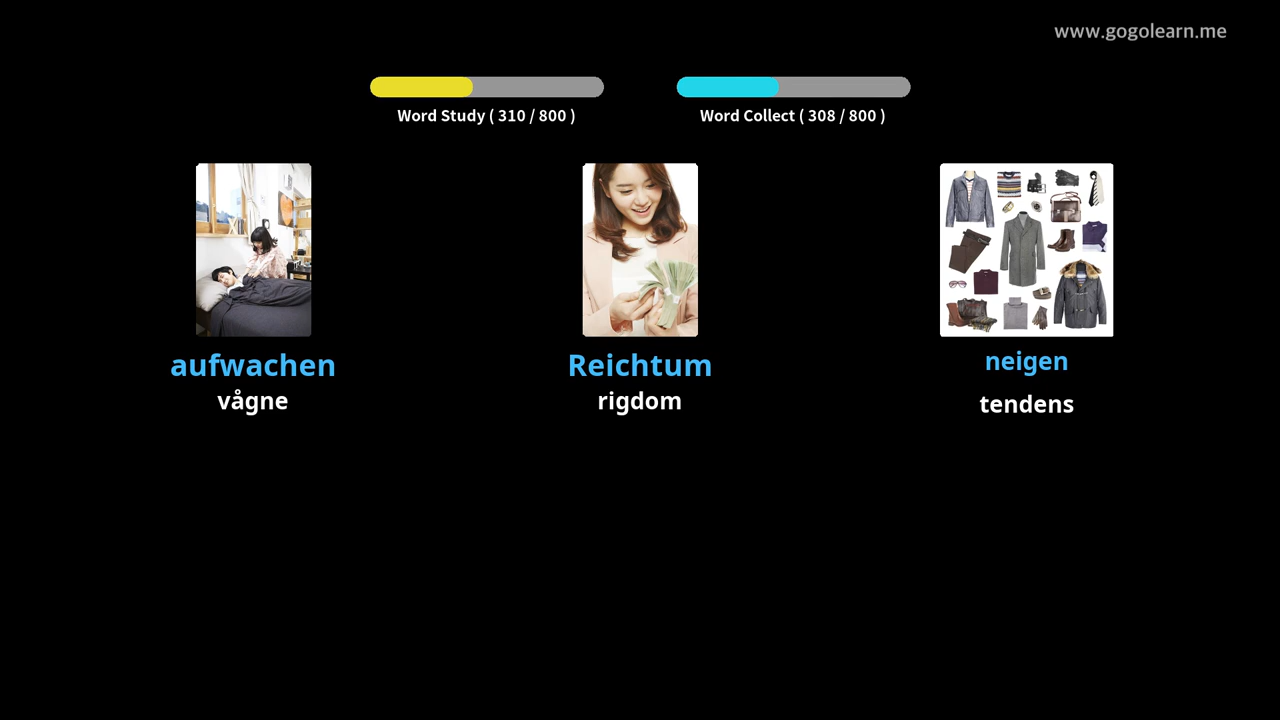 www.gogolearn.me
Word Study ( 310 / 800 )
Word Collect ( 308 / 800 )
aufwachen
vågne
Reichtum
rigdom
neigen
tendens